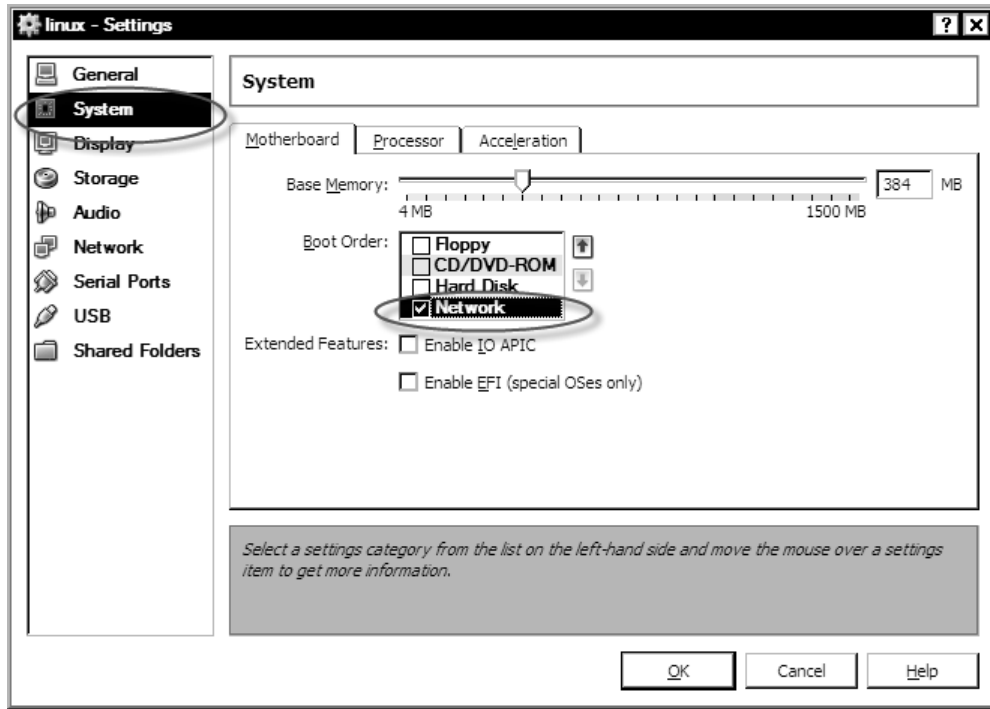 linux - Settings
? X
General
System
Display
Storage
Audio
Network
Serial Ports
USB
Shared Folders
System
Motherboard Processor Acceleration
Base Memory: 384 MB
4 MB 1500 MB
Boot Order: Floppy
CD/DVD-ROM
Hard Disk
Network
Extended Features: Enable IO APIC
Enable EFI (special OSes only)
Select a settings category from the list on the left-hand side and move the mouse over a settings
item to get more information.
OK Cancel Help